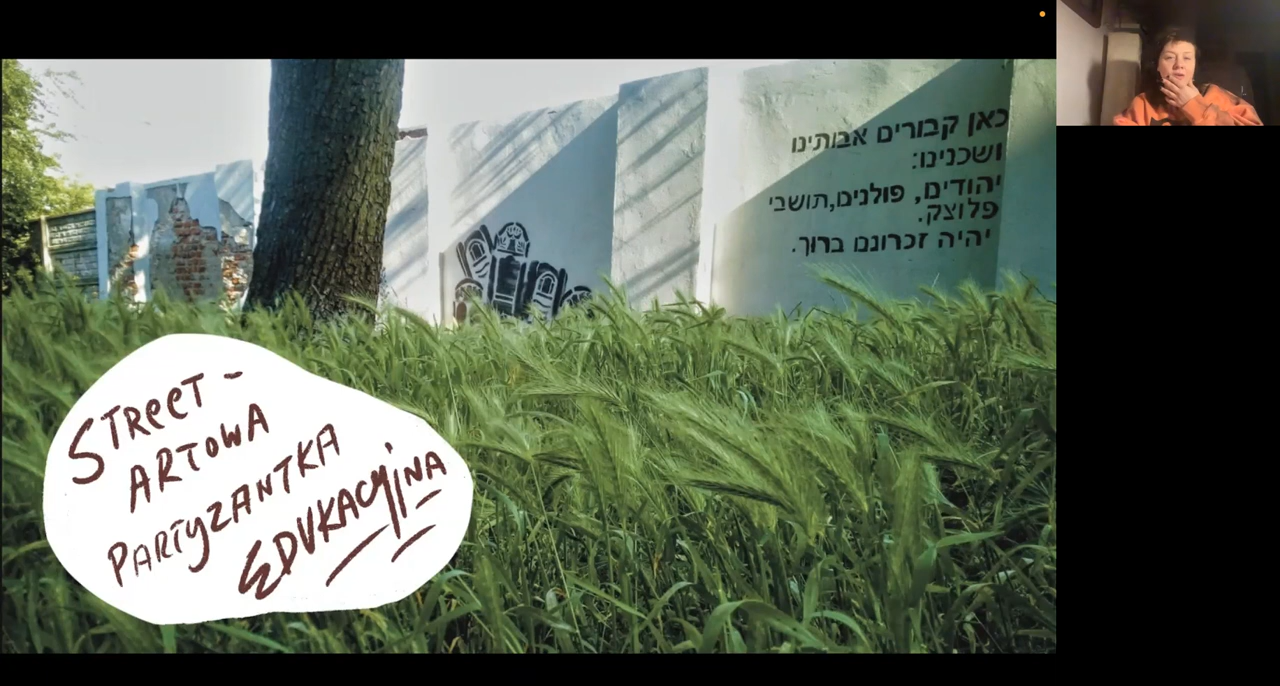 כאן קבורים אבותינו
ושכנינו:
יהודים, פולנים,תושבי
פלוצק.
יהיה זכרונם ברוך.
STREET-
ARTOWA
PARTYZANTKA
EDUKACYJNA